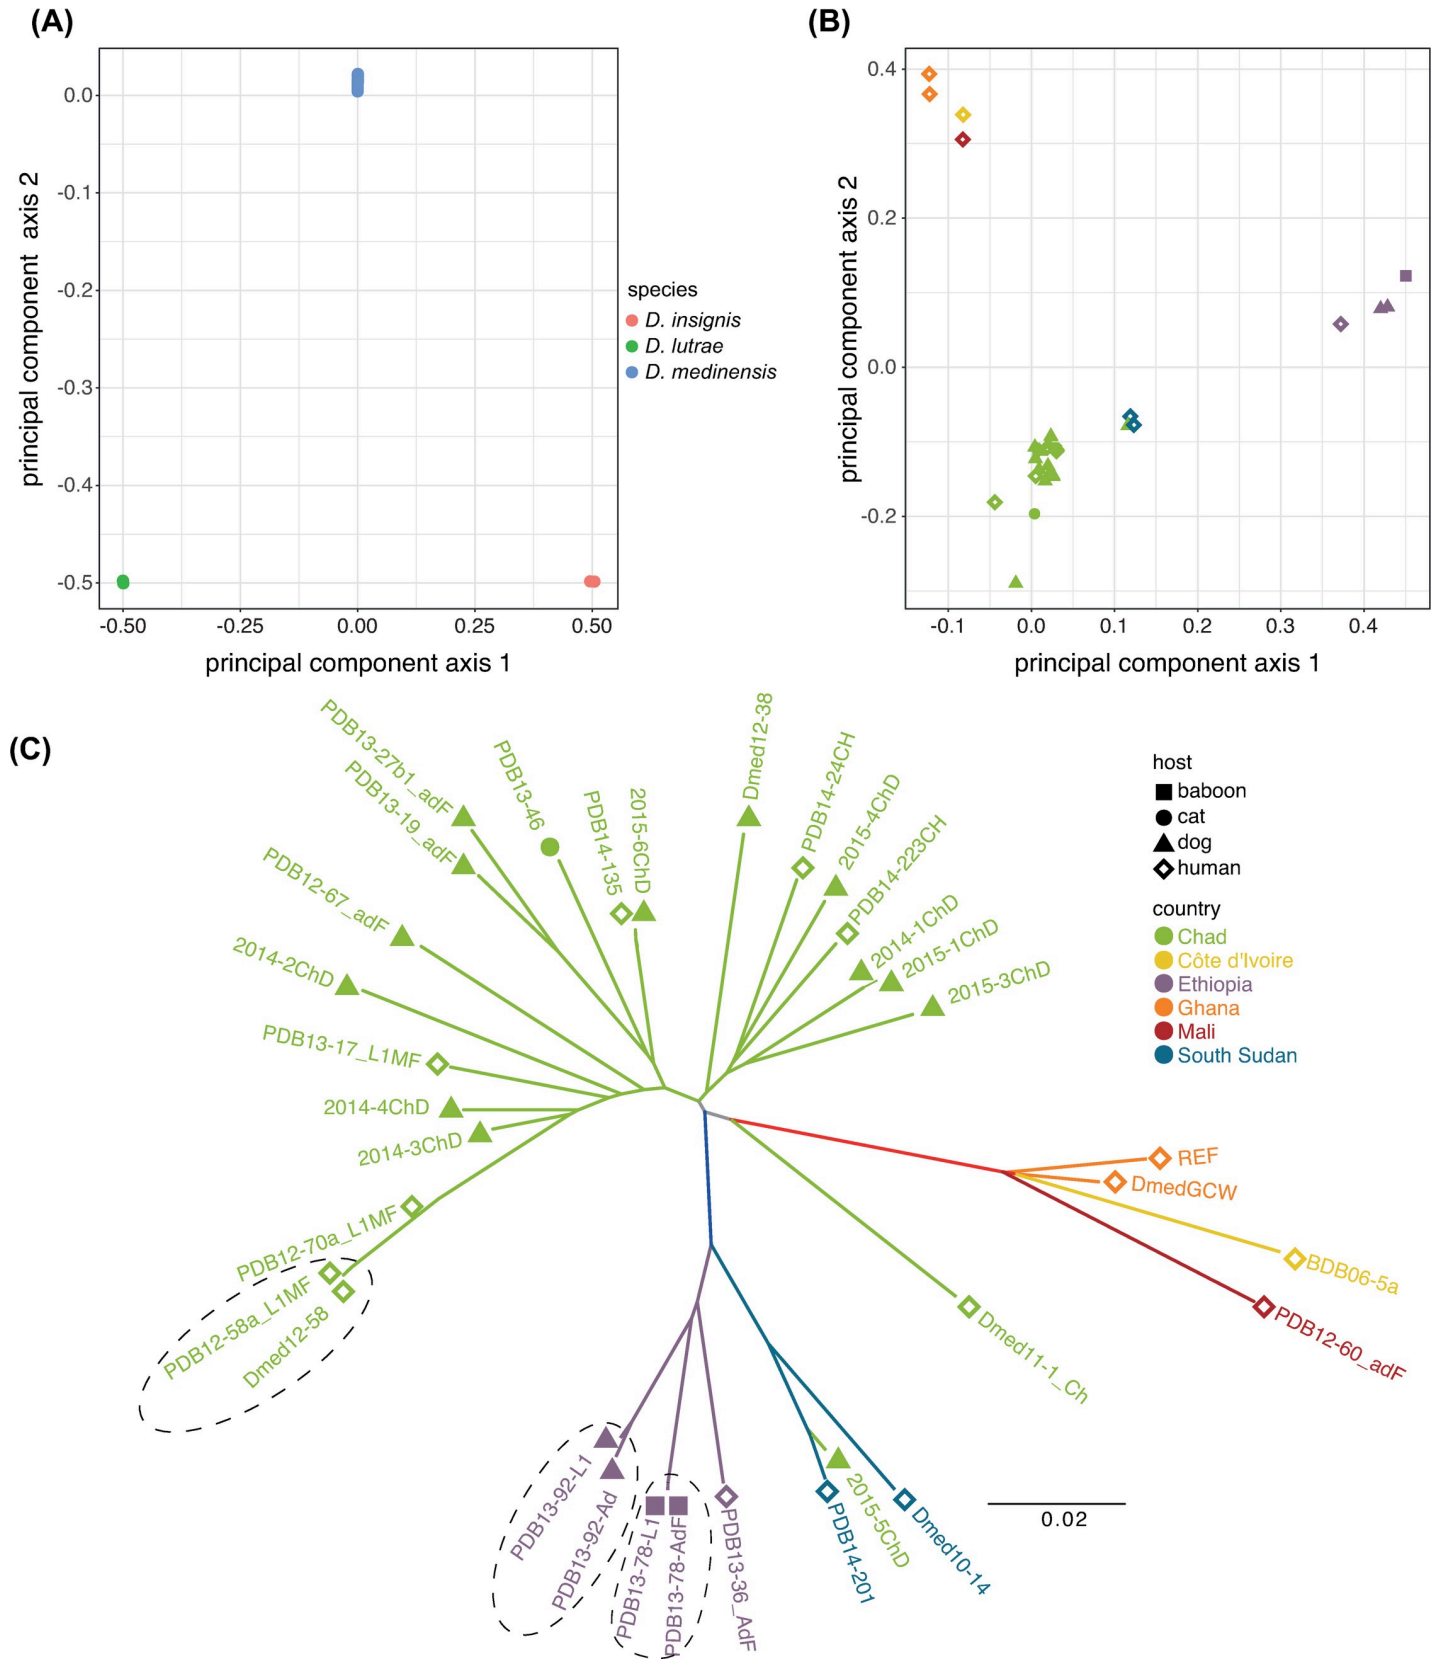 (A)
principal component axis 2
0.0
-0.1
-0.2
-0.3
-0.4
-0.5
-0.50
-0.25
0.00
0.25
0.50
principal component axis 1
species
D. insignis
D. lutrae
D. medinensis
(B)
principal component axis 2
0.4
0.2
0.0
-0.2
-0.1
0.0
0.1
0.2
0.3
0.4
principal component axis 1
(C)
PDB13-27b1_adF
PDB13-19_adF
PDB13-46
PDB14-135
2015-6ChD
Dmed12-38
PDB14-24CH
2015-4ChD
PDB14-223CH
2014-1ChD
2015-1ChD
2015-3ChD
PDB12-67_adF
2014-2ChD
PDB13-17_L1MF
2014-4ChD
2014-3ChD
PDB12-70a_L1MF
PDB12-58a_L1MF
Dmed12-58
PDB13-92-L1
PDB13-92-Ad
PDB13-78-L1
PDB13-78-AdF
PDB13-36_AdF
PDB14-201
2015-5ChD
Dmed10-14
Dmed11-1_Ch
REF
DmedGCW
BDB06-5a
PDB12-60_adF
host
baboon
cat
dog
human
country
Chad
Côte d'Ivoire
Ethiopia
Ghana
Mali
South Sudan
0.02